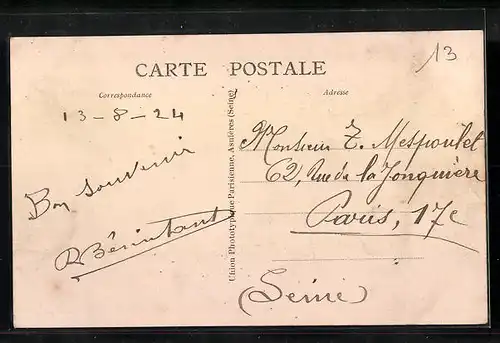 13
CARTE POSTALE
Correspondance
Adresse
13-8-24
Bon souvenir
Union Phototypique Parisienne, Asnières (Seine)
Monsieur Mespoulet
62, Rue de la Jonquière
Paris, 17e
(Seine)